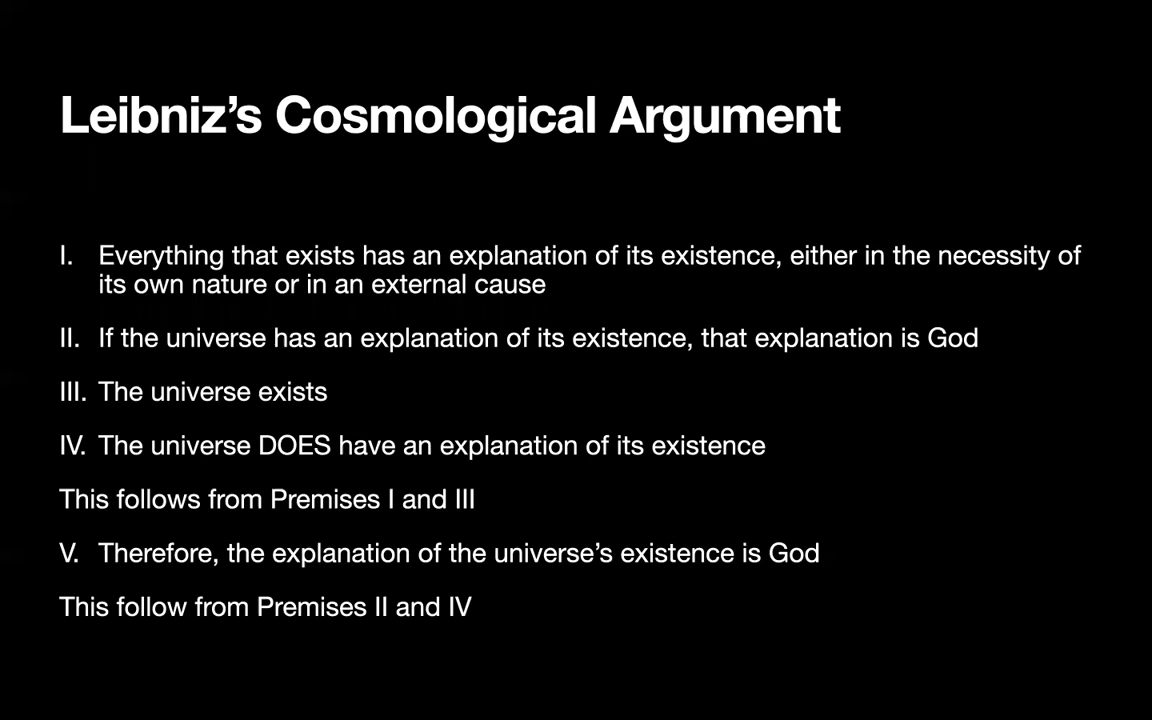 Leibniz’s Cosmological Argument
I. Everything that exists has an explanation of its existence, either in the necessity of
its own nature or in an external cause
II. If the universe has an explanation of its existence, that explanation is God
III. The universe exists
IV. The universe DOES have an explanation of its existence
This follows from Premises I and III
V. Therefore, the explanation of the universe’s existence is God
This follow from Premises II and IV